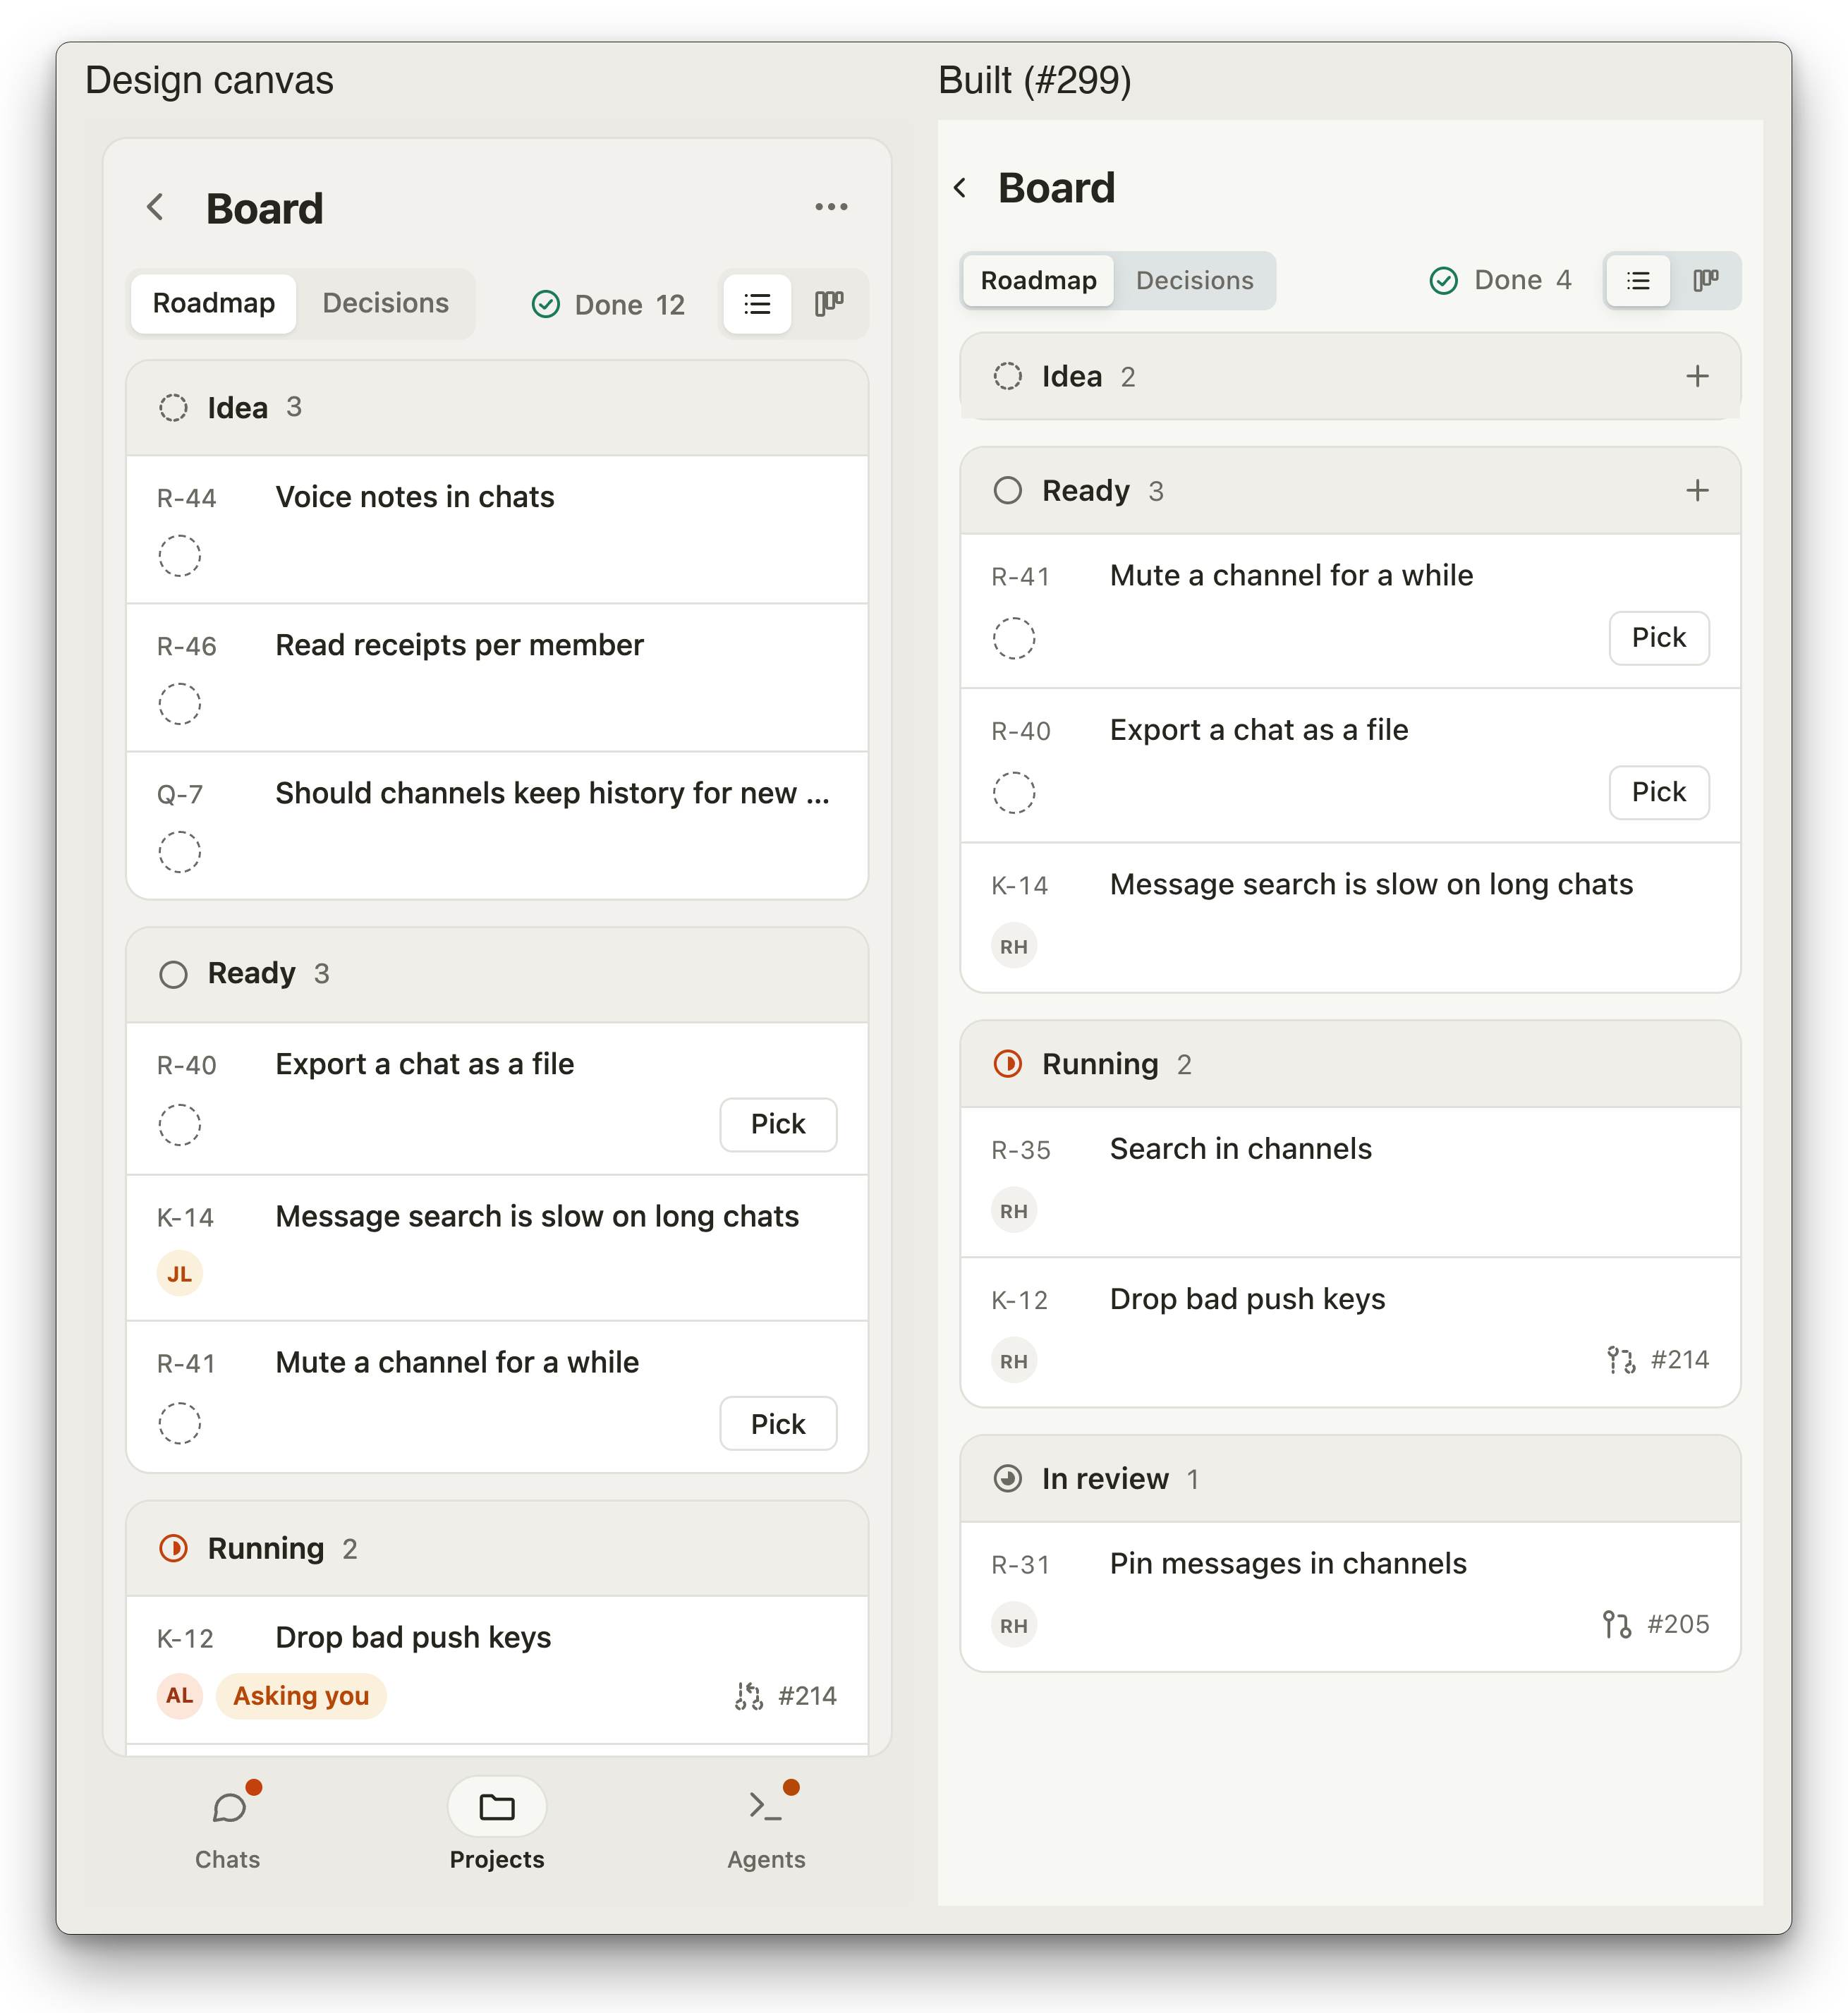 Design canvas
Board
Roadmap Decisions Done 12
Idea 3
R-44 Voice notes in chats
R-46 Read receipts per member
Q-7 Should channels keep history for new ...
Ready 3
R-40 Export a chat as a file
Pick
K-14 Message search is slow on long chats
JL
R-41 Mute a channel for a while
Pick
Running 2
K-12 Drop bad push keys
AL Asking you #214
Chats Projects Agents
Built (#299)
Board
Roadmap Decisions Done 4
Idea 2
Ready 3
R-41 Mute a channel for a while
Pick
R-40 Export a chat as a file
Pick
K-14 Message search is slow on long chats
RH
Running 2
R-35 Search in channels
RH
K-12 Drop bad push keys
RH #214
In review 1
R-31 Pin messages in channels
RH #205